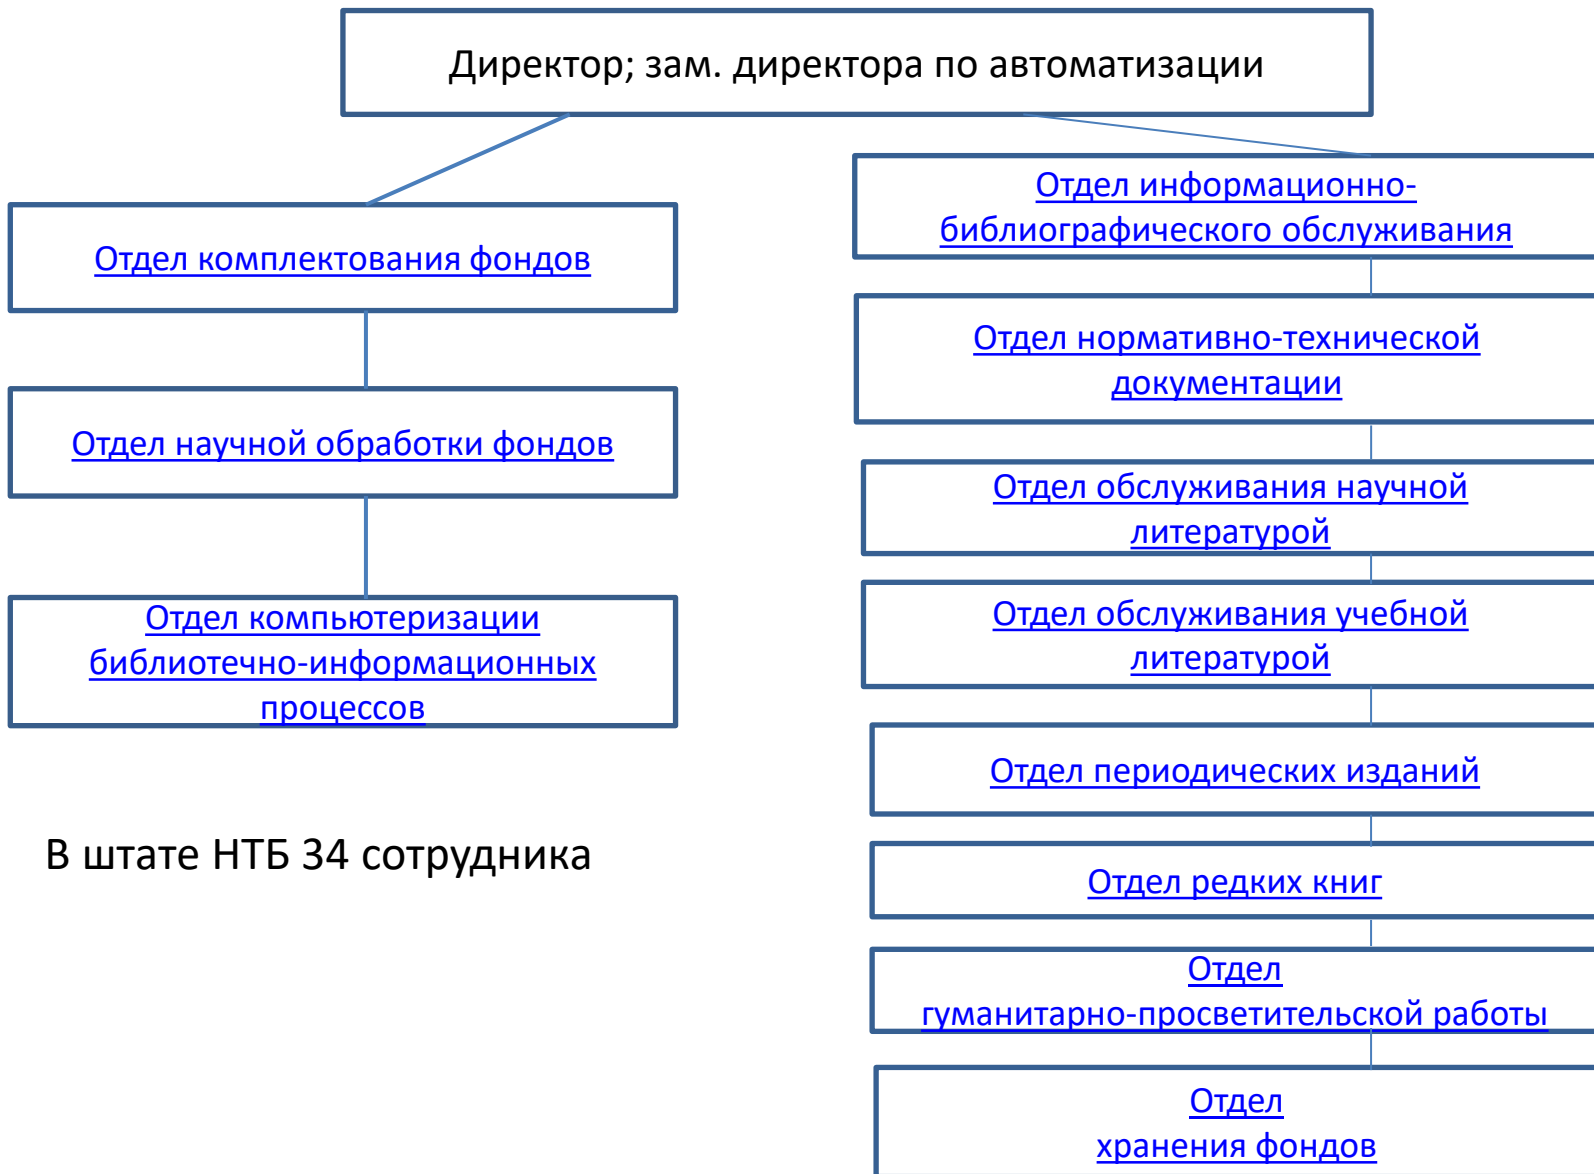 Директор; зам. директора по автоматизации
Отдел комплектования фондов
Отдел научной обработки фондов
Отдел компьютеризации
библиотечно-информационных
процессов
В штате НТБ 34 сотрудника
Отдел информационно-
библиографического обслуживания
Отдел нормативно-технической
документации
Отдел обслуживания научной
литературой
Отдел обслуживания учебной
литературой
Отдел периодических изданий
Отдел редких книг
Отдел
гуманитарно-просветительской работы
Отдел
хранения фондов